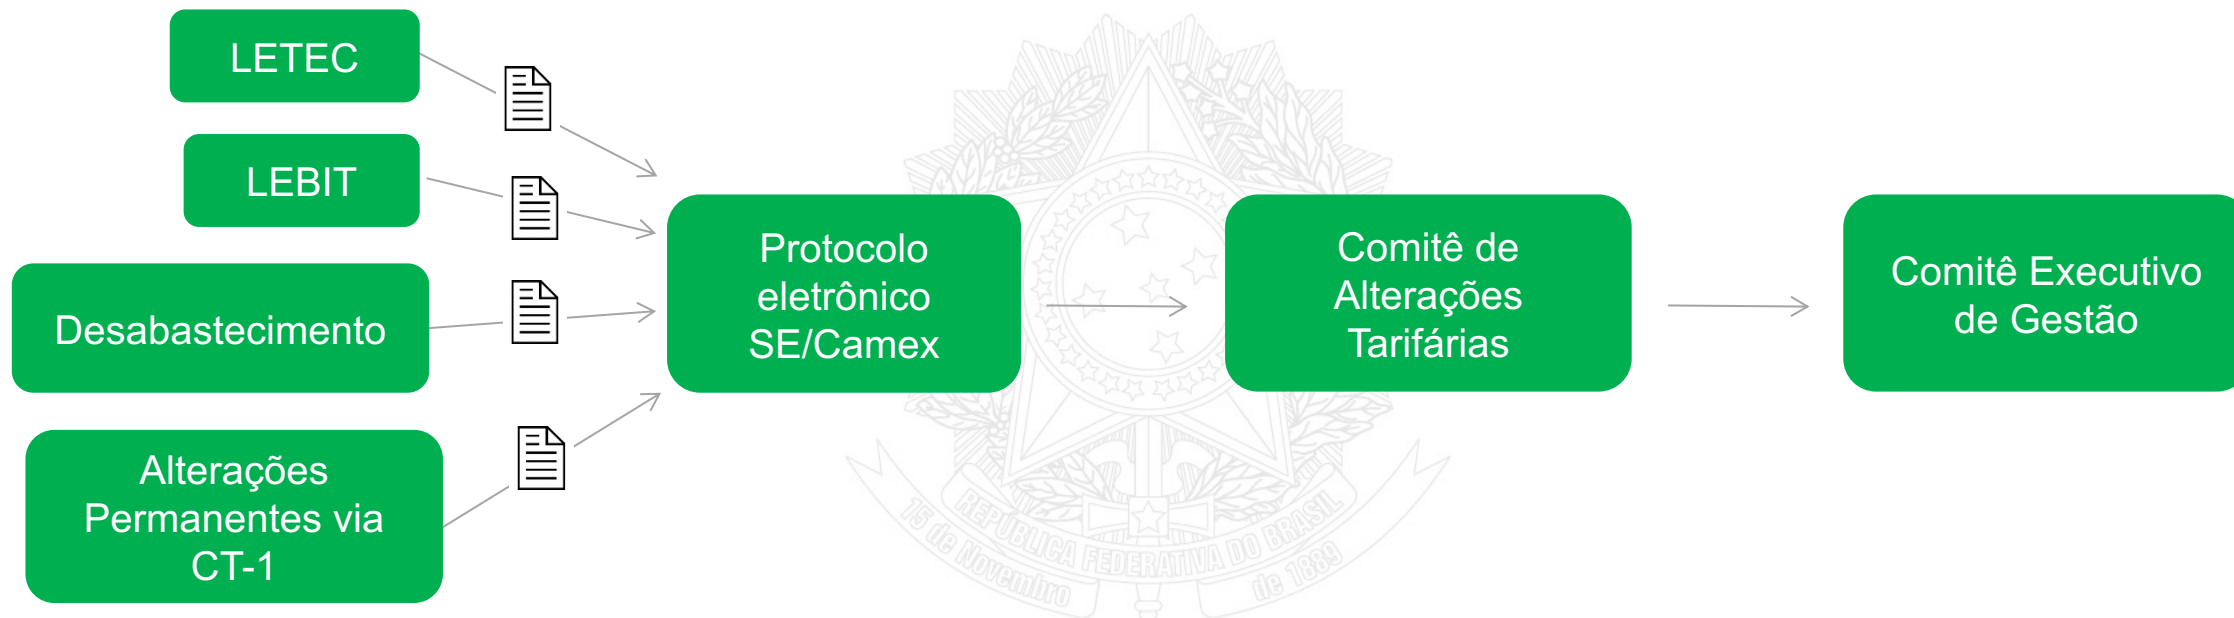 LETEC
LEBIT
Desabastecimento
Alterações
Permanentes via
CT-1
Protocolo
eletrônico
SE/Camex
Comitê de
Alterações
Tarifárias
Comitê Executivo
de Gestão
REPÚBLICA FEDERATIVA DO BRASIL
15 de Novembro
de 1889